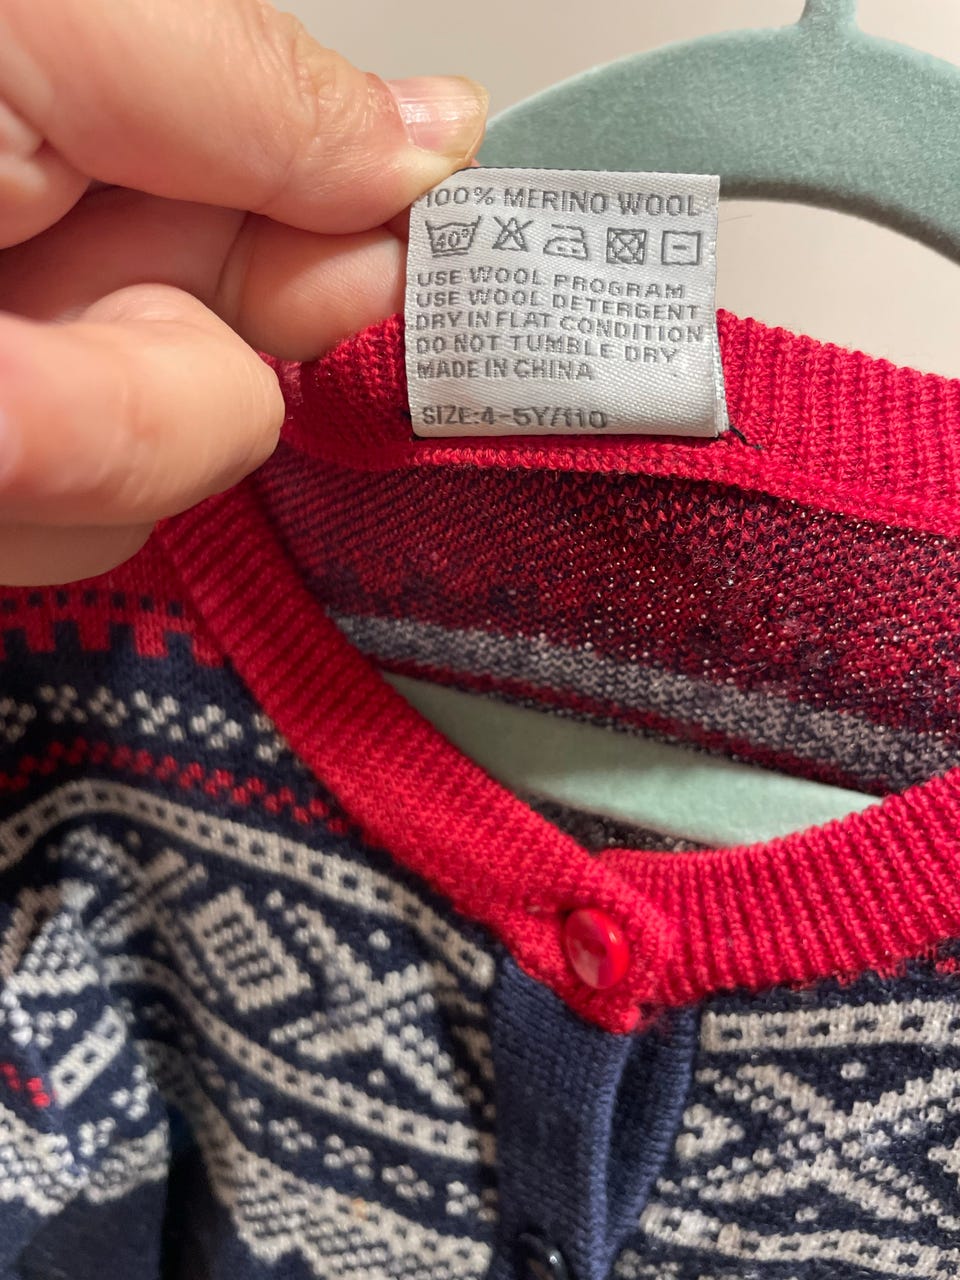 100% MERINO WOOL
40°
USE WOOL PROGRAM
USE WOOL DETERGENT
DRY IN FLAT CONDITION
DO NOT TUMBLE DRY
MADE IN CHINA
SIZE:4-5Y/110